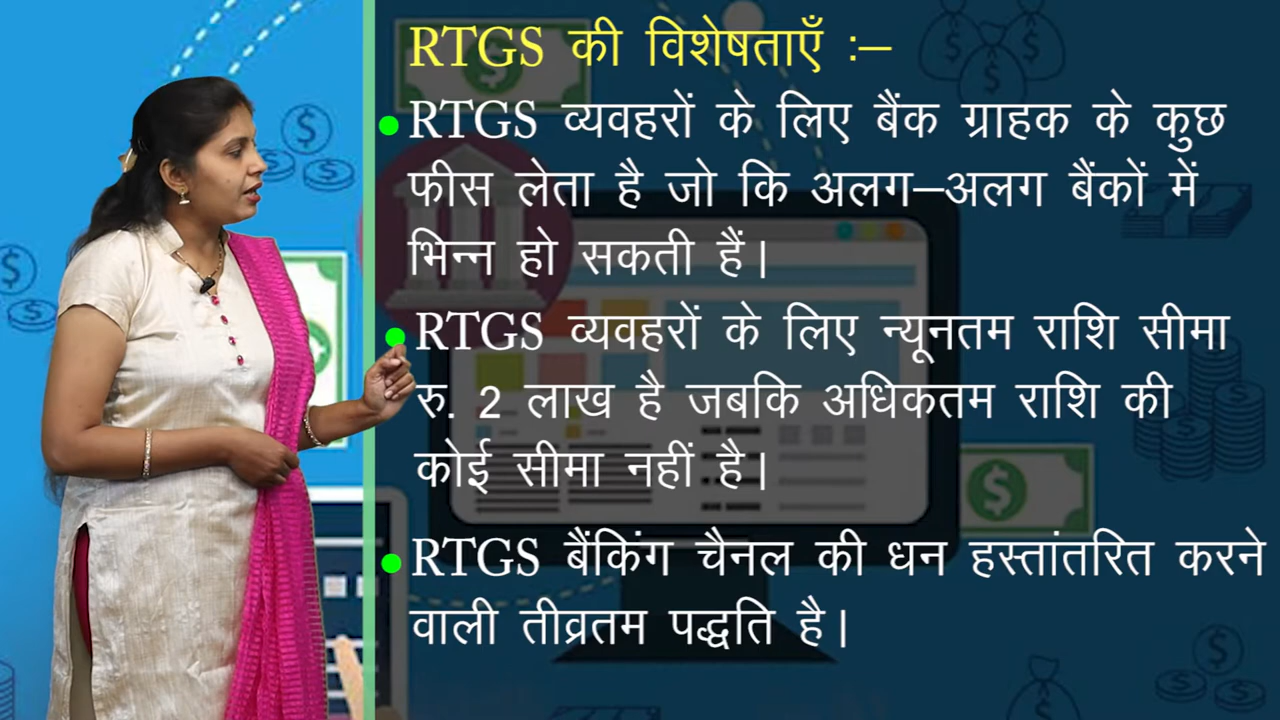 RTGS की विशेषताएँ :–
RTGS व्यवहरों के लिए बैंक ग्राहक के कुछ
फीस लेता है जो कि अलग–अलग बैंकों में
भिन्न हो सकती हैं।
RTGS व्यवहरों के लिए न्यूनतम राशि सीमा
रु. 2 लाख है जबकि अधिकतम राशि की
कोई सीमा नहीं है।
RTGS बैंकिंग चैनल की धन हस्तांतरित करने
वाली तीव्रतम पद्धति है।